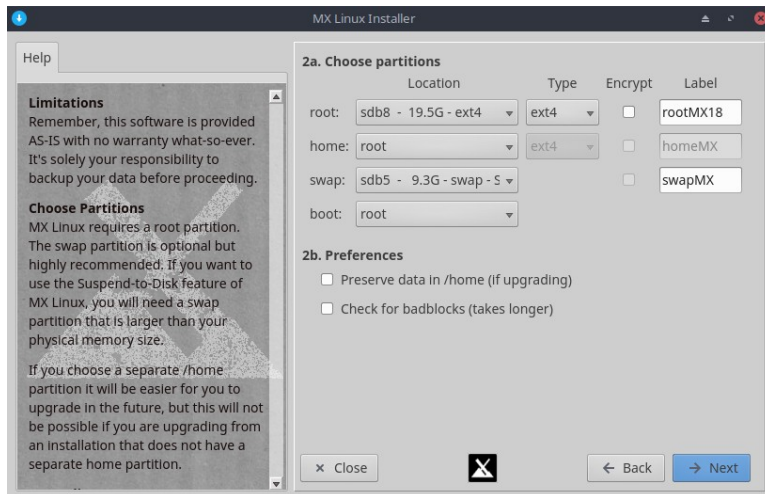 MX Linux Installer
Help
Limitations
Remember, this software is provided
AS-IS with no warranty what-so-ever.
It's solely your responsibility to
backup your data before proceeding.
Choose Partitions
MX Linux requires a root partition.
The swap partition is optional but
highly recommended. If you want to
use the Suspend-to-Disk feature of
MX Linux, you will need a swap
partition that is larger than your
physical memory size.
If you choose a separate /home
partition it will be easier for you to
upgrade in the future, but this will not
be possible if you are upgrading from
an installation that does not have a
separate home partition.
2a. Choose partitions
Location Type Encrypt Label
root: sdb8 - 19.5G - ext4 ext4 rootMX18
home: root ext4 homeMX
swap: sdb5 - 9.3G - swap - S swapMX
boot: root
2b. Preferences
Preserve data in /home (if upgrading)
Check for badblocks (takes longer)
Close Back Next